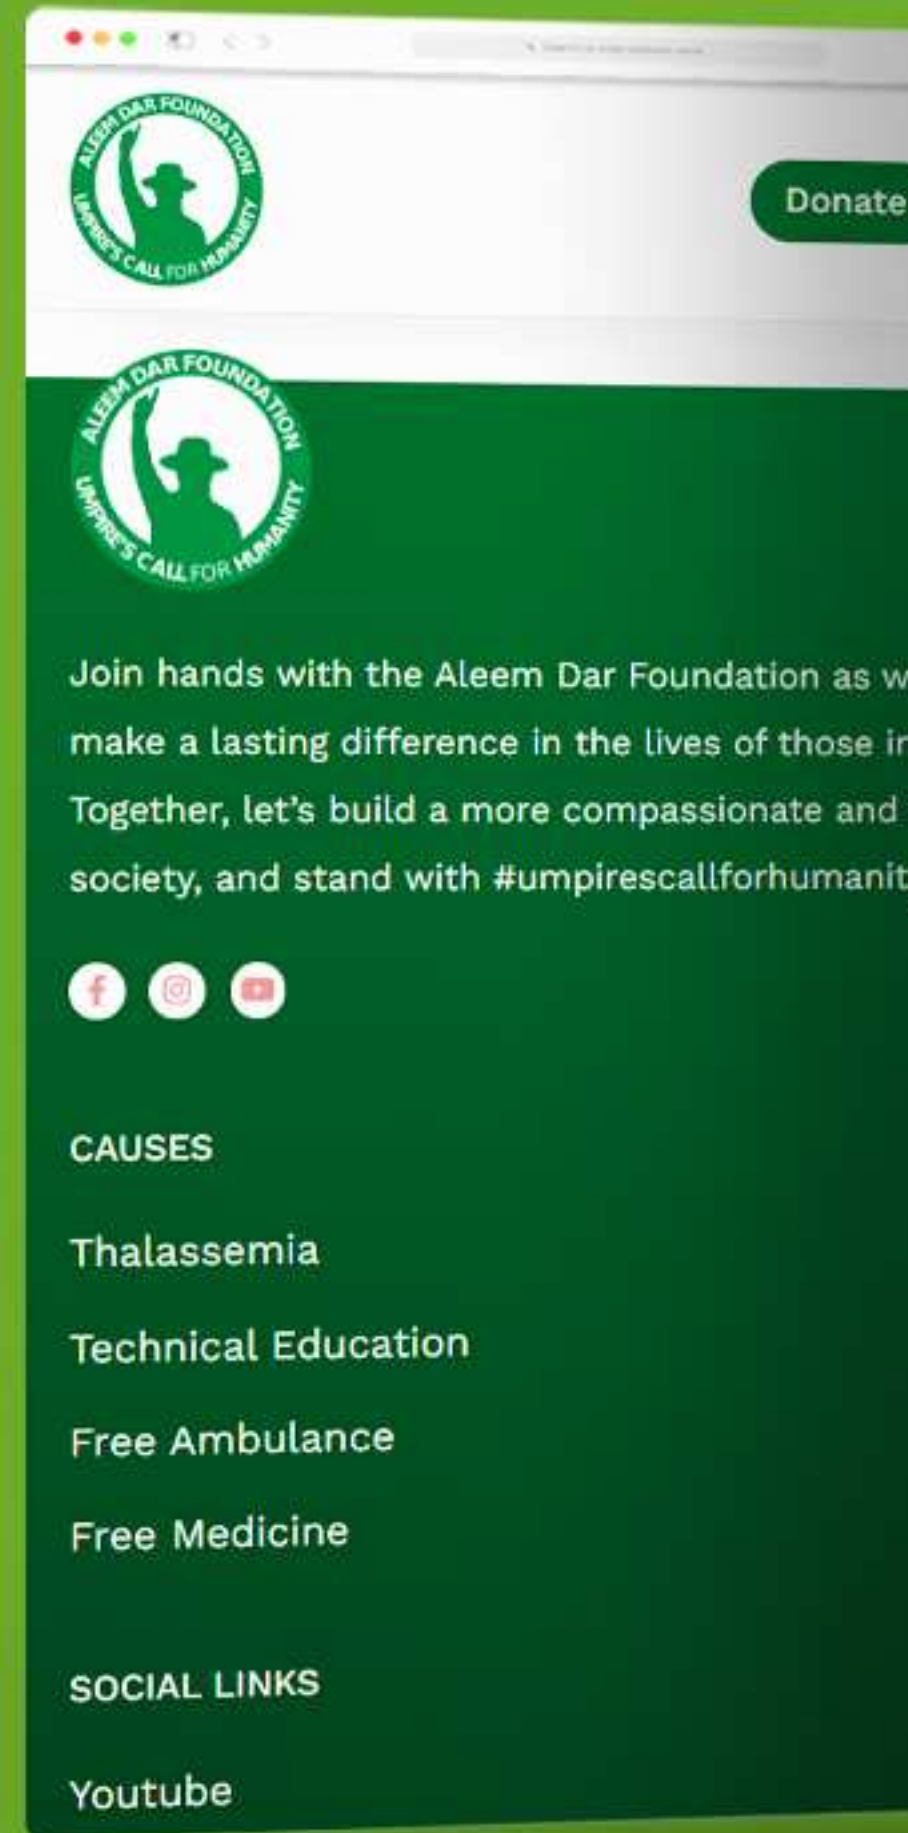 ALEEM DAR FOUNDATION
UMPIRE'S CALL FOR HUMANITY
Donate
ALEEM DAR FOUNDATION
UMPIRE'S CALL FOR HUMANITY
Join hands with the Aleem Dar Foundation as w
make a lasting difference in the lives of those in
Together, let's build a more compassionate and
society, and stand with #umpirescallforhumanit
CAUSES
Thalassemia
Technical Education
Free Ambulance
Free Medicine
SOCIAL LINKS
Youtube